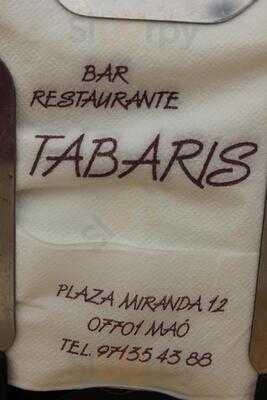 BAR
RESTAURANTE
TABARIS
PLAZA MIRANDA 12
07701 MAÓ
TEL. 971 35 43 88